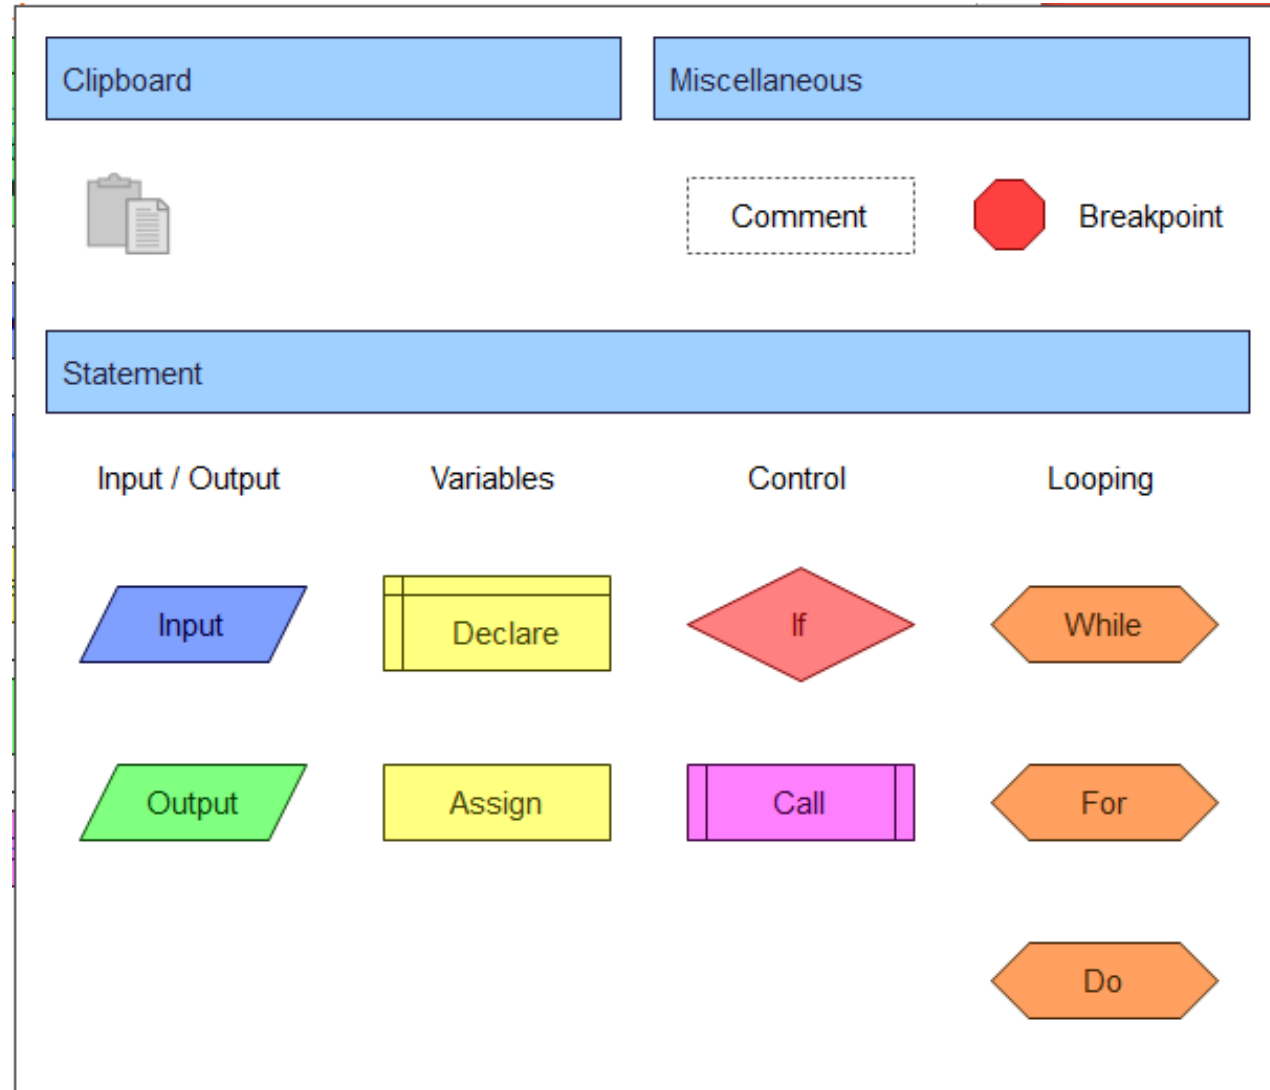 Clipboard
Miscellaneous
Comment
Breakpoint
Statement
Input / Output
Variables
Control
Looping
Input
Declare
If
While
Output
Assign
Call
For
Do